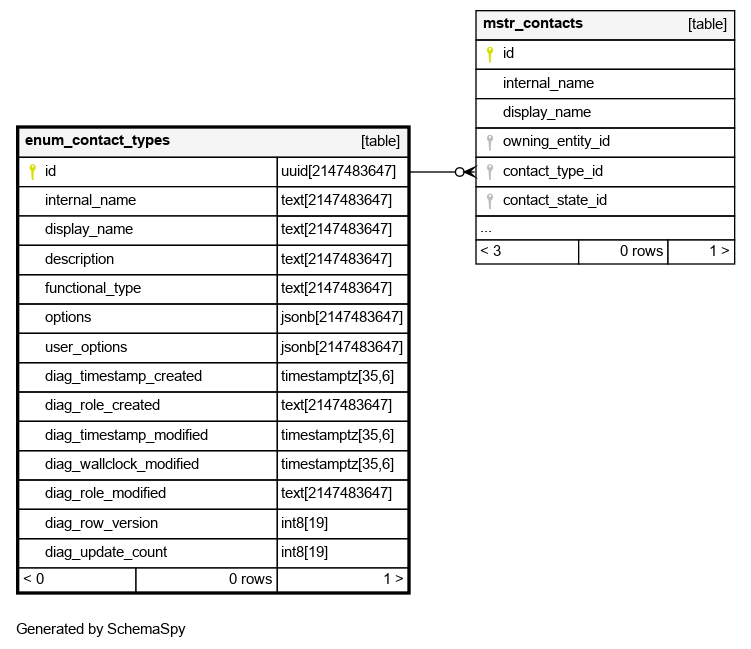 mstr_contacts [table]
id
internal_name
display_name
owning_entity_id
contact_type_id
contact_state_id
...
< 3 0 rows 1 >
enum_contact_types [table]
id uuid[2147483647]
internal_name text[2147483647]
display_name text[2147483647]
description text[2147483647]
functional_type text[2147483647]
options jsonb[2147483647]
user_options jsonb[2147483647]
diag_timestamp_created timestamptz[35,6]
diag_role_created text[2147483647]
diag_timestamp_modified timestamptz[35,6]
diag_wallclock_modified timestamptz[35,6]
diag_role_modified text[2147483647]
diag_row_version int8[19]
diag_update_count int8[19]
< 0 0 rows 1 >
Generated by SchemaSpy